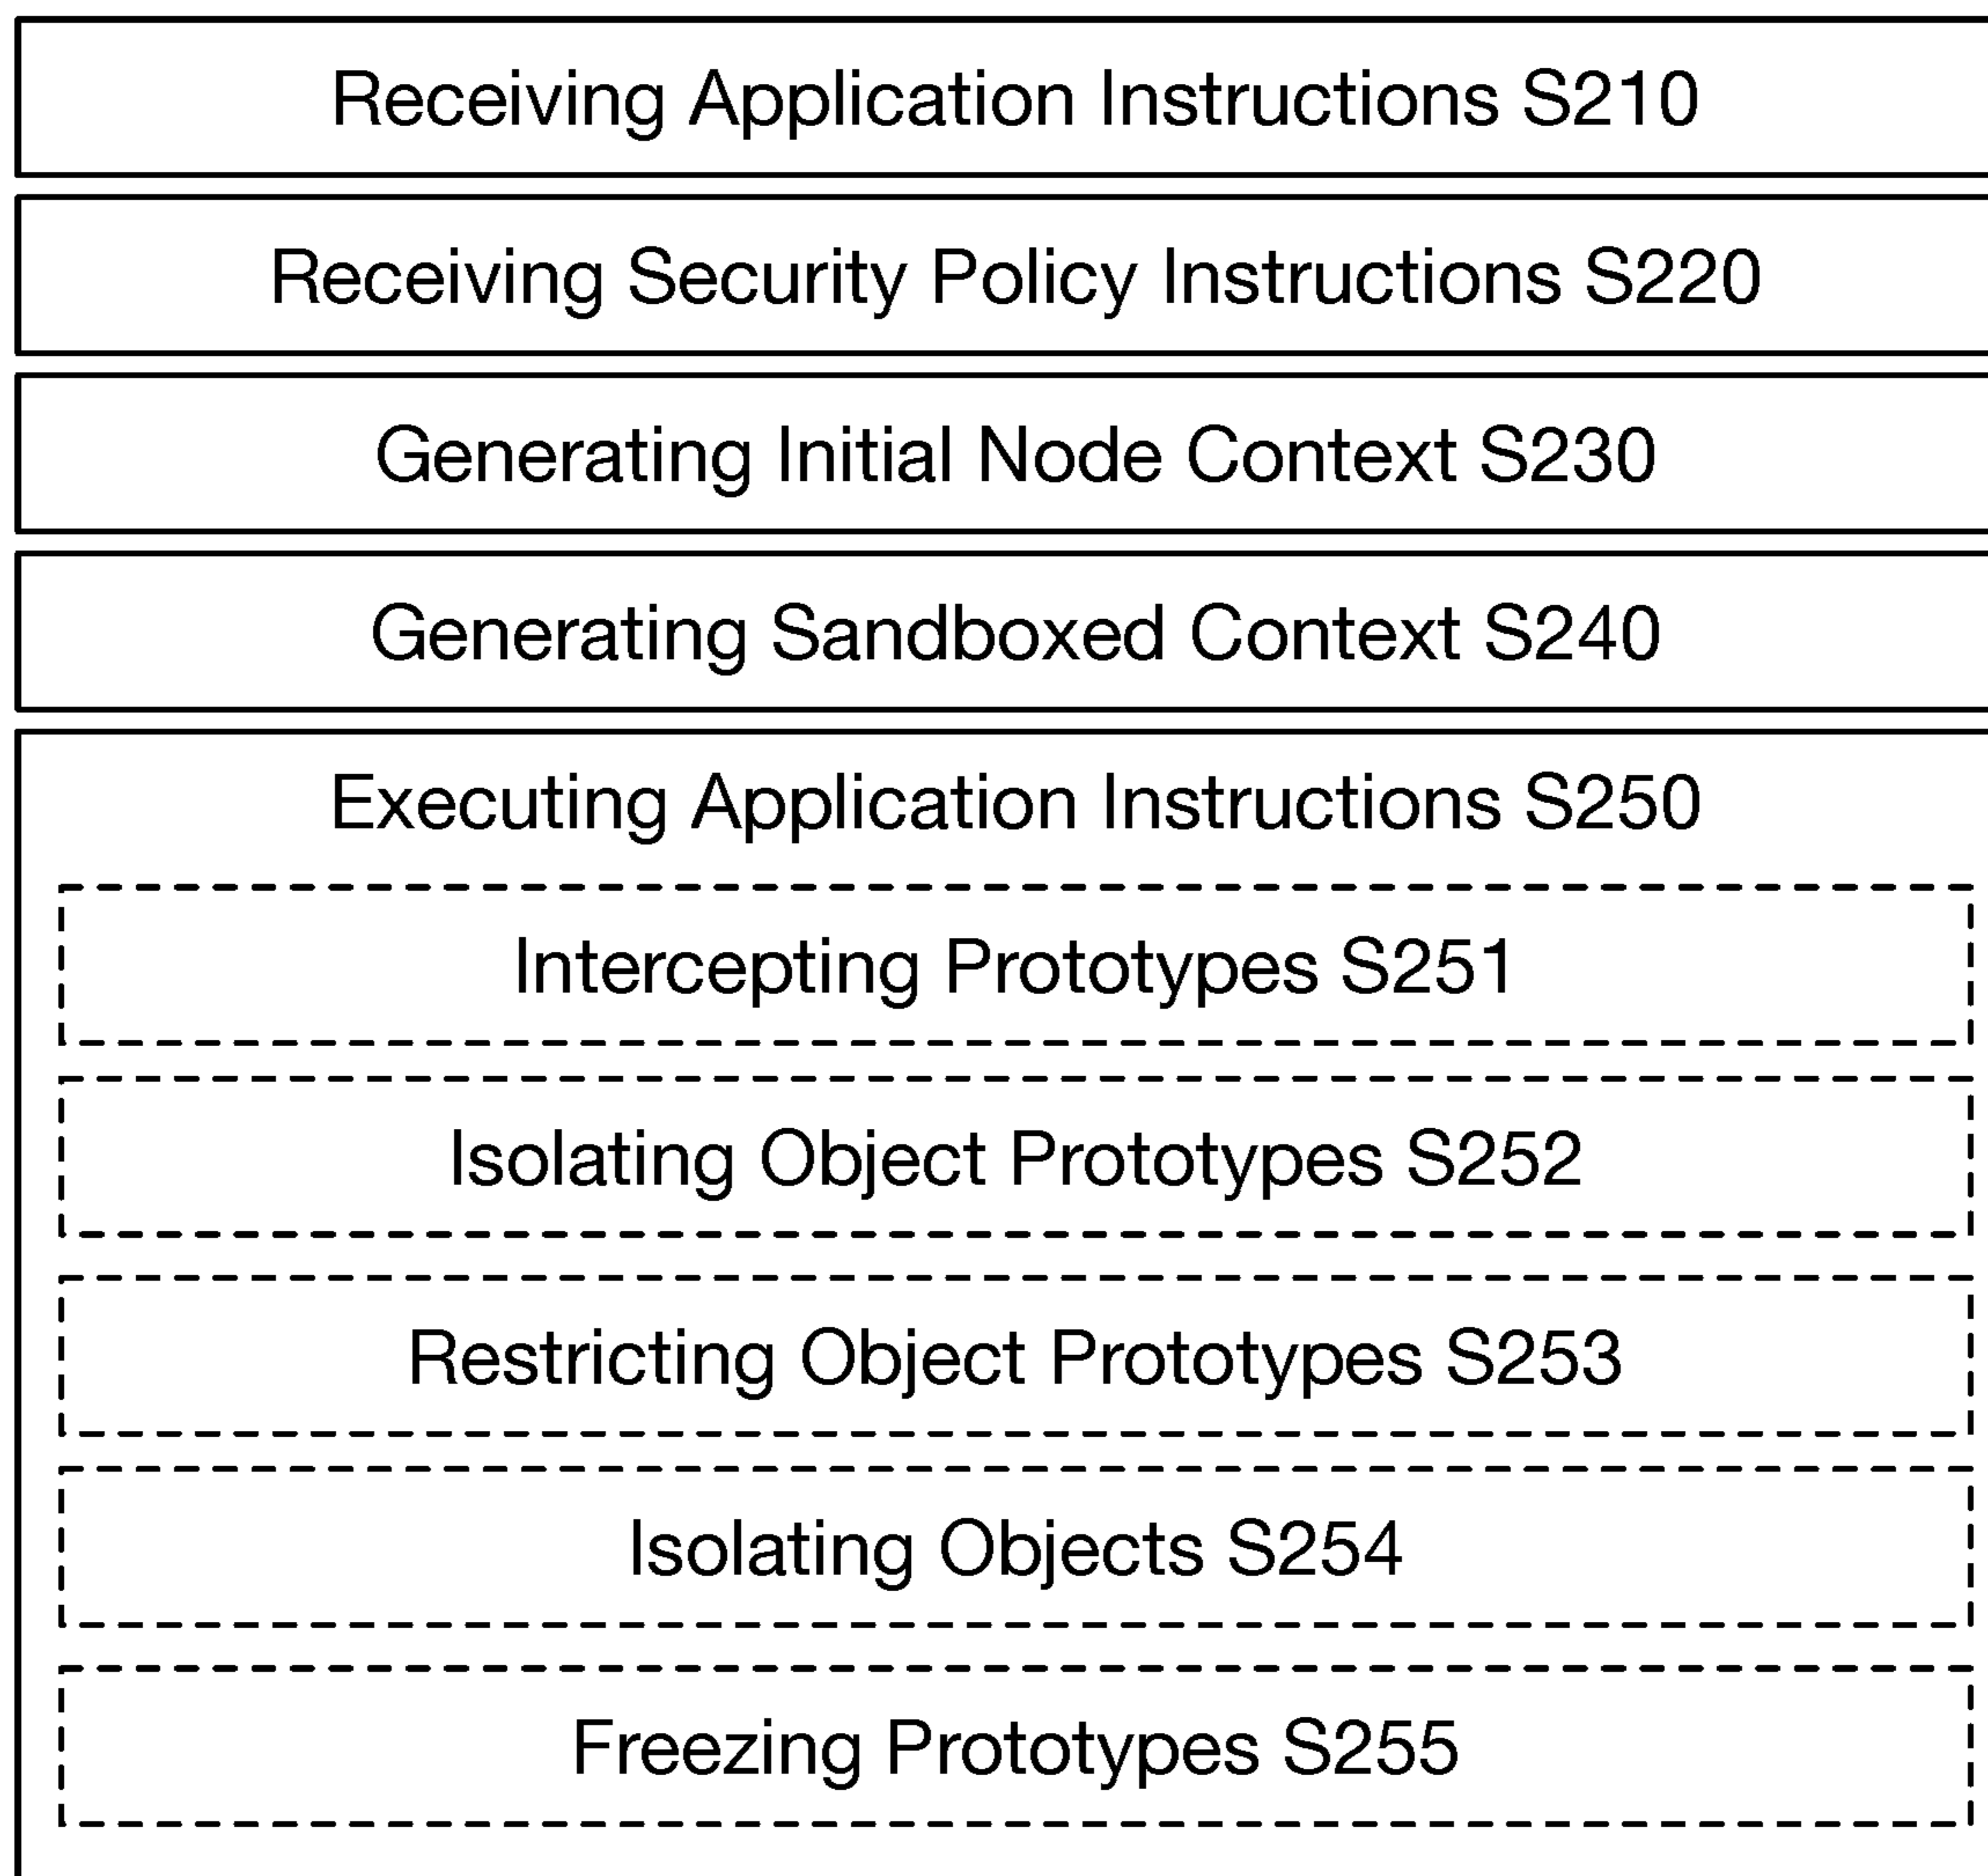 Receiving Application Instructions S210
Receiving Security Policy Instructions S220
Generating Initial Node Context S230
Generating Sandboxed Context S240
Executing Application Instructions S250
Intercepting Prototypes S251
Isolating Object Prototypes S252
Restricting Object Prototypes S253
Isolating Objects S254
Freezing Prototypes S255